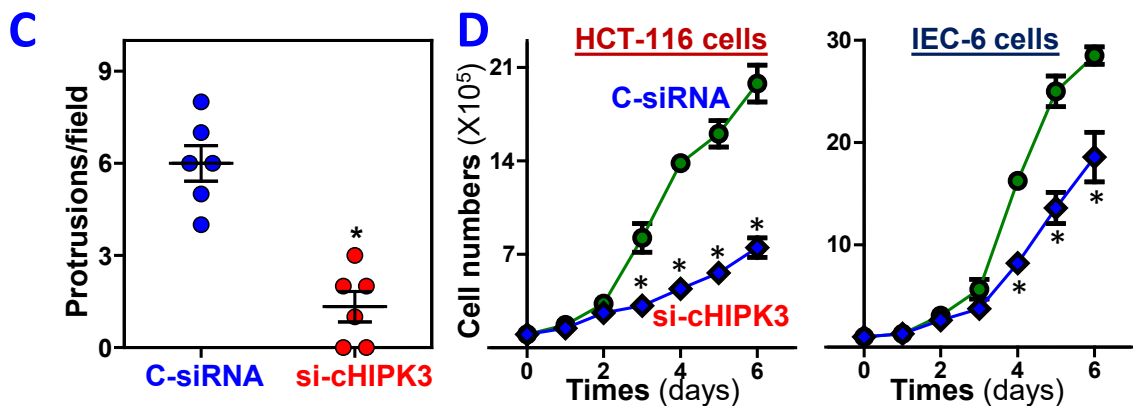 C
Protrusions/field
9
6
3
0
*
C-siRNA
si-cHIPK3
D
HCT-116 cells
Cell numbers (X10⁵)
21
14
7
C-siRNA
si-cHIPK3
* * * *
0 2 4 6
Times (days)
IEC-6 cells
30
20
10
* * *
0 2 4 6
Times (days)